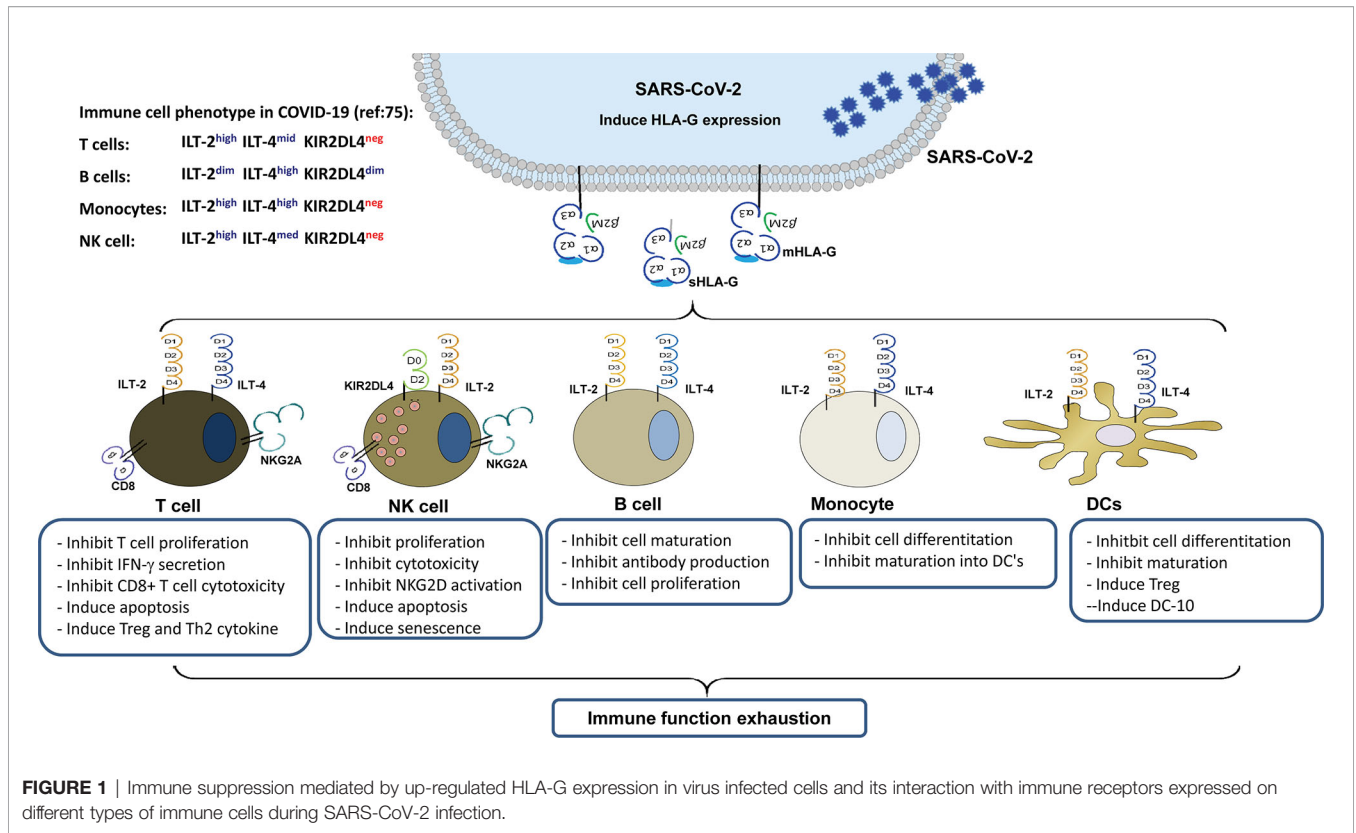 SARS-CoV-2
Induce HLA-G expression
SARS-CoV-2
Immune cell phenotype in COVID-19 (ref:75):
T cells: ILT-2high ILT-4mid KIR2DL4neg
B cells: ILT-2dim ILT-4high KIR2DL4dim
Monocytes: ILT-2high ILT-4high KIR2DL4neg
NK cell: ILT-2high ILT-4med KIR2DL4neg
α3 β2M
α2 α1
α3 β2M
α2 α1
sHLA-G
α3 β2M
α2 α1
mHLA-G
D1
D2
D3
D4
ILT-2
D1
D2
D3
D4
ILT-4
CD8
NKG2A
T cell
- Inhibit T cell proliferation
- Inhibit IFN-γ secretion
- Inhibit CD8+ T cell cytotoxicity
- Induce apoptosis
- Induce Treg and Th2 cytokine
KIR2DL4
D0
D2
D1
D2
D3
D4
ILT-2
CD8
NKG2A
NK cell
- Inhibit proliferation
- Inhibit cytotoxicity
- Inhibit NKG2D activation
- Induce apoptosis
- Induce senescence
D1
D2
D3
D4
ILT-2
D1
D2
D3
D4
ILT-4
B cell
- Inhibit cell maturation
- Inhibit antibody production
- Inhibit cell proliferation
D1
D2
D3
D4
ILT-2
D1
D2
D3
D4
ILT-4
Monocyte
- Inhibit cell differentitation
- Inhibit maturation into DC's
D1
D2
D3
D4
ILT-2
D1
D2
D3
D4
ILT-4
DCs
- Inhitbit cell differentitation
- Inhibit maturation
- Induce Treg
--Induce DC-10
Immune function exhaustion
FIGURE 1 | Immune suppression mediated by up-regulated HLA-G expression in virus infected cells and its interaction with immune receptors expressed on
different types of immune cells during SARS-CoV-2 infection.